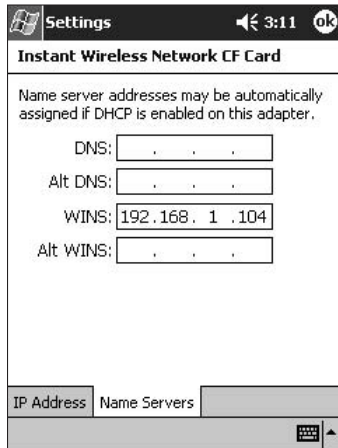 Settings 3:11 ok
Instant Wireless Network CF Card
Name server addresses may be automatically
assigned if DHCP is enabled on this adapter.
DNS: . . .
Alt DNS: . . .
WINS: 192.168. 1 .104
Alt WINS: . . .
IP Address Name Servers